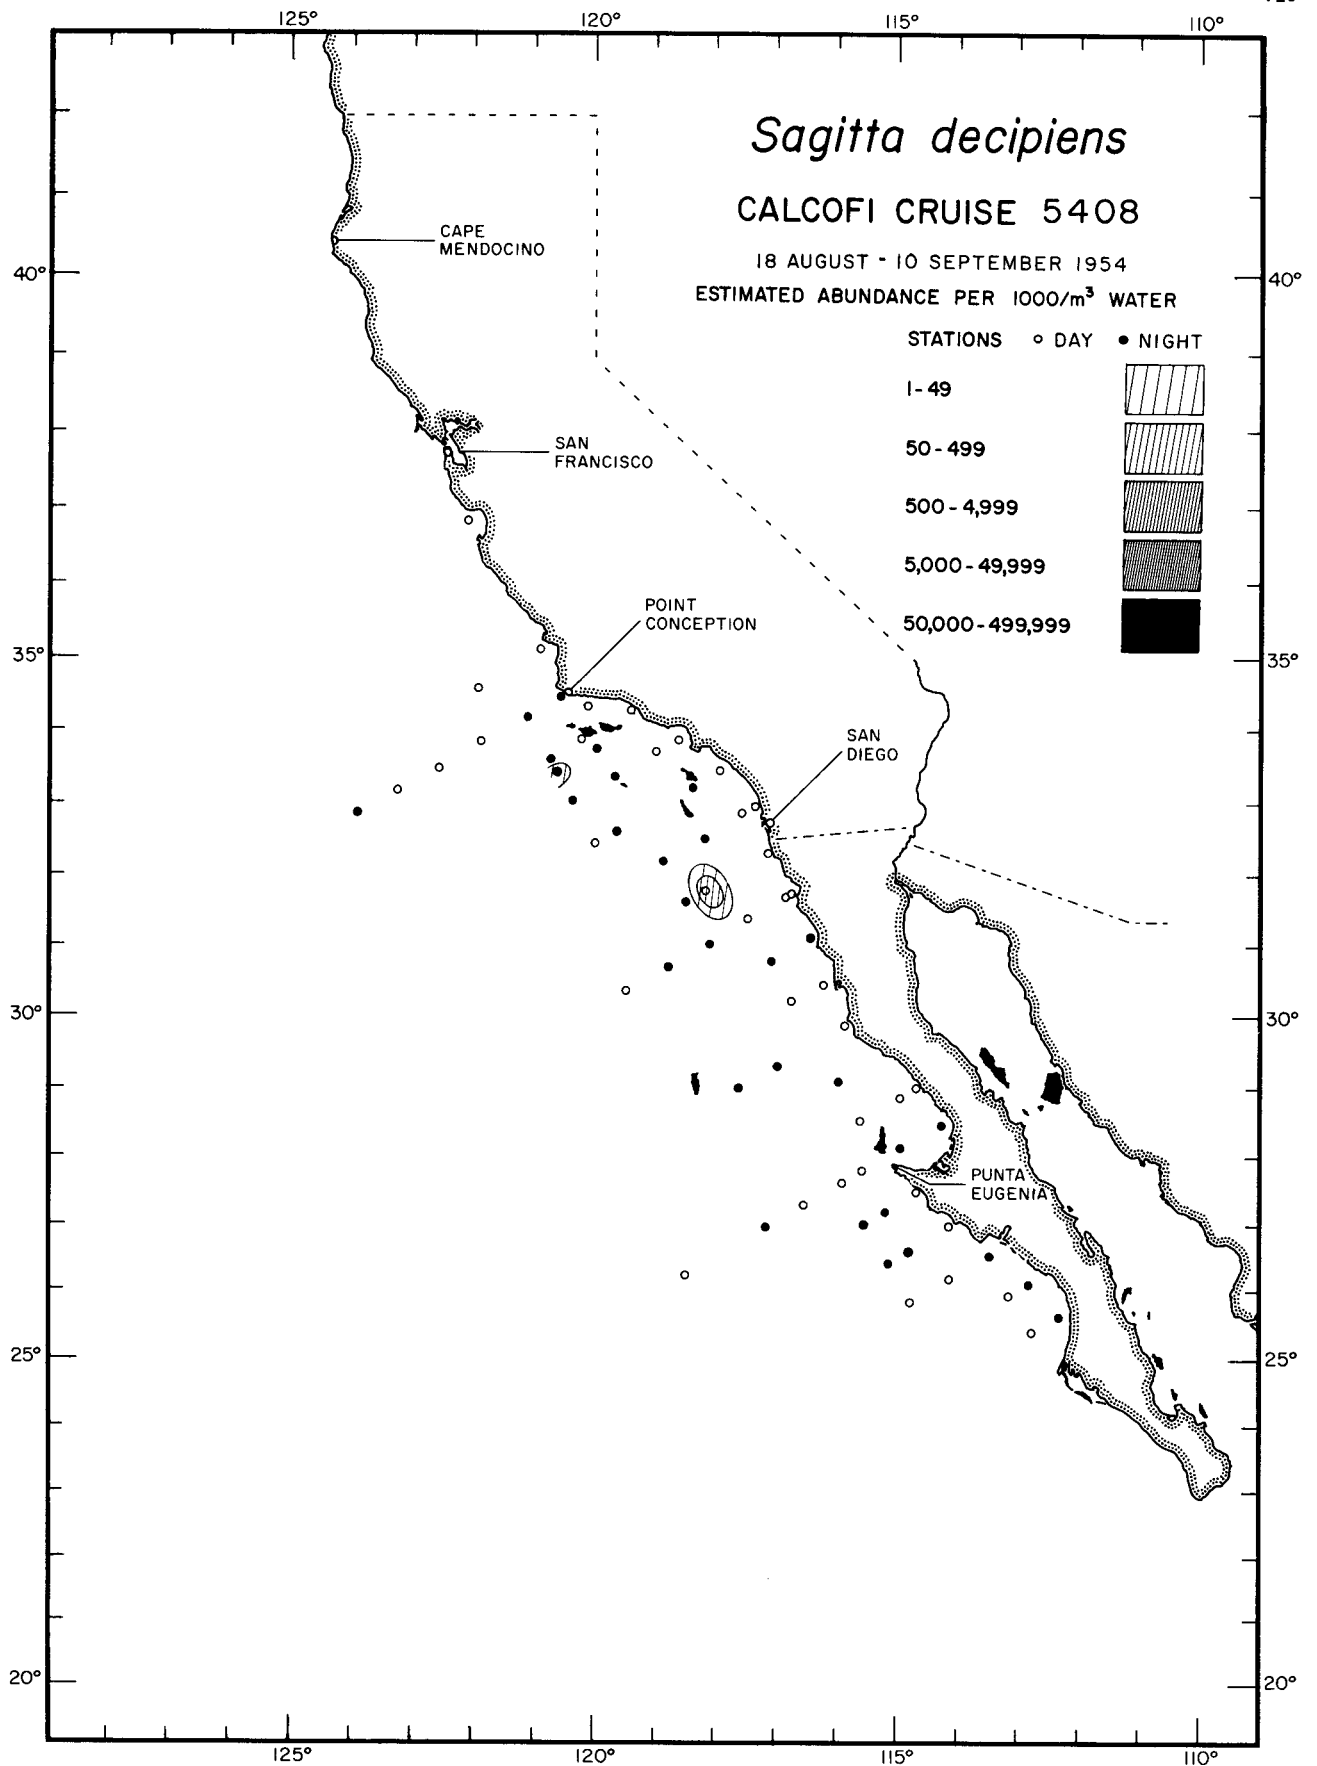 125° 120° 115° 110°
Sagitta decipiens
CALCOFI CRUISE 5408
18 AUGUST - 10 SEPTEMBER 1954
ESTIMATED ABUNDANCE PER 1000/m³ WATER
STATIONS ○ DAY ● NIGHT
1-49
50-499
500-4,999
5,000-49,999
50,000-499,999
CAPE
MENDOCINO
40° 40°
SAN
FRANCISCO
POINT
CONCEPTION
35° 35°
SAN
DIEGO
30° 30°
PUNTA
EUGENIA
25° 25°
20° 20°
125° 120° 115° 110°